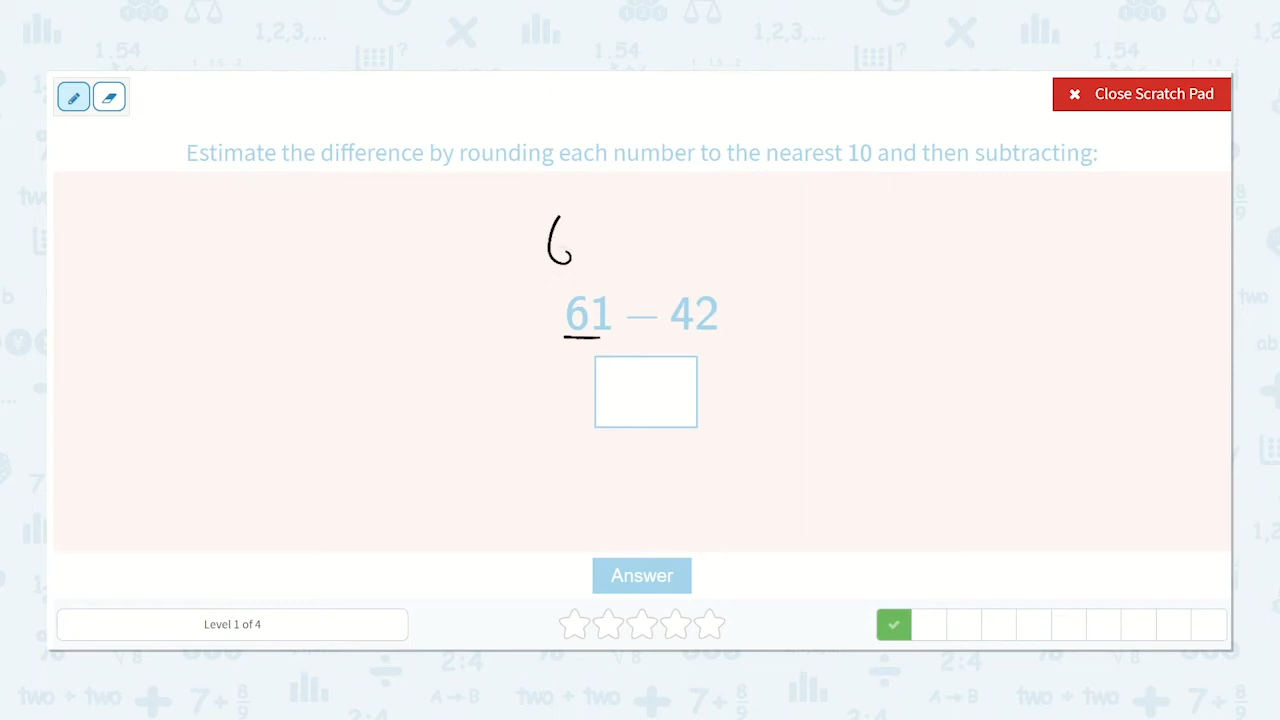 Close Scratch Pad
Estimate the difference by rounding each number to the nearest 10 and then subtracting:
6
61 − 42
Answer
Level 1 of 4